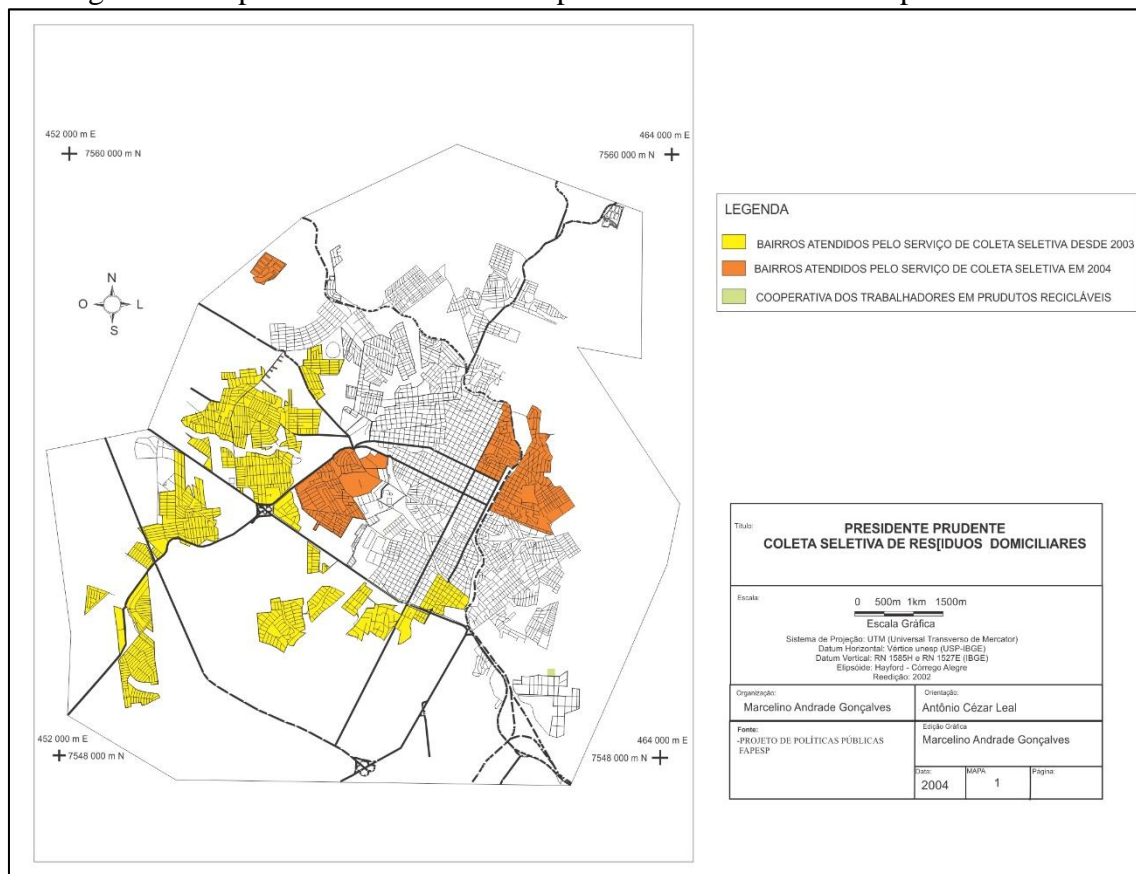 452 000 m E
7560 000 m N
464 000 m E
7560 000 m N
N
O L
S
452 000 m E
7548 000 m N
464 000 m E
7548 000 m N
LEGENDA
BAIRROS ATENDIDOS PELO SERVIÇO DE COLETA SELETIVA DESDE 2003
BAIRROS ATENDIDOS PELO SERVIÇO DE COLETA SELETIVA EM 2004
COOPERATIVA DOS TRABALHADORES EM PRUDUTOS RECICLÁVEIS
Título:
PRESIDENTE PRUDENTE
COLETA SELETIVA DE RES[IDUOS DOMICILIARES
Escala:
0 500m 1km 1500m
Escala Gráfica
Sistema de Projeção: UTM (Universal Transverso de Mercator)
Datum Horizontal: Vértice unesp (USP-IBGE)
Datum Vertical: RN 1585H e RN 1527E (IBGE)
Elipsóide: Hayford - Córrego Alegre
Reedição: 2002
Organização:
Marcelino Andrade Gonçalves
Orientação:
Antônio Cézar Leal
Fonte:
-PROJETO DE POLÍTICAS PÚBLICAS
FAPESP
Edição Gráfica
Marcelino Andrade Gonçalves
Data:
2004
MAPA
1
Página: